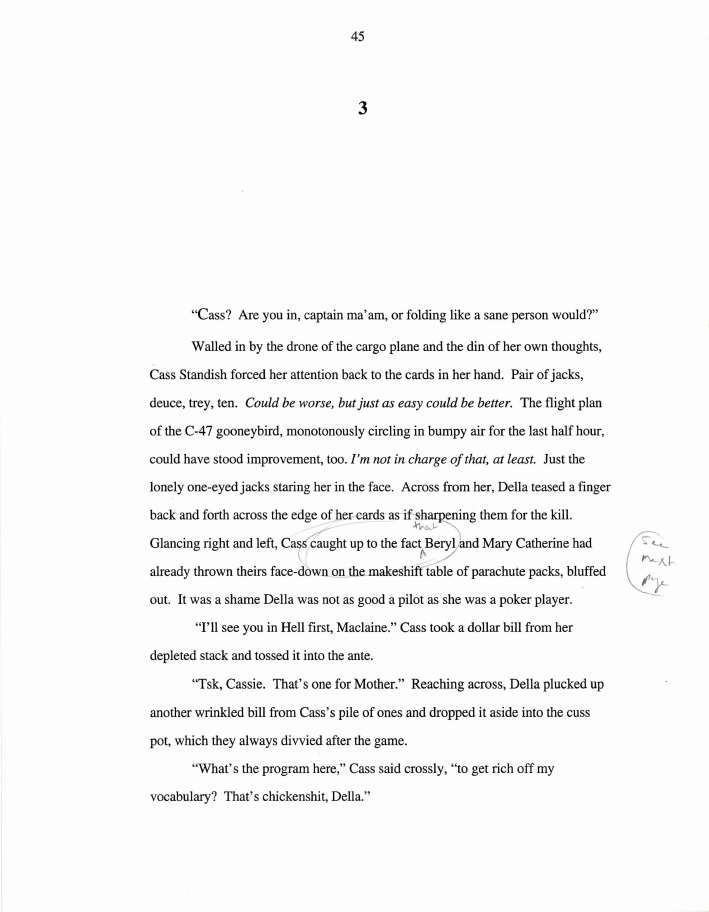 45
3
“Cass?  Are you in, captain ma’am, or folding like a sane person would?”
Walled in by the drone of the cargo plane and the din of her own thoughts,
Cass Standish forced her attention back to the cards in her hand.  Pair of jacks,
deuce, trey, ten.  Could be worse, but just as easy could be better.  The flight plan
of the C-47 gooneybird, monotonously circling in bumpy air for the last half hour,
could have stood improvement, too. I’m not in charge of that, at least.  Just the
lonely one-eyed jacks staring her in the face.  Across from her, Della teased a finger
back and forth across the edge of her cards as if sharpening them for the kill.
that
Glancing right and left, Cass caught up to the fact Beryl and Mary Catherine had
already thrown theirs face-down on the makeshift table of parachute packs, bluffed
out.  It was a shame Della was not as good a pilot as she was a poker player.
See
next
page
“I’ll see you in Hell first, Maclaine.” Cass took a dollar bill from her
depleted stack and tossed it into the ante.
“Tsk, Cassie.  That’s one for Mother.”  Reaching across, Della plucked up
another wrinkled bill from Cass’s pile of ones and dropped it aside into the cuss
pot, which they always divvied after the game.
“What’s the program here,” Cass said crossly, “to get rich off my
vocabulary?  That’s chickenshit, Della.”